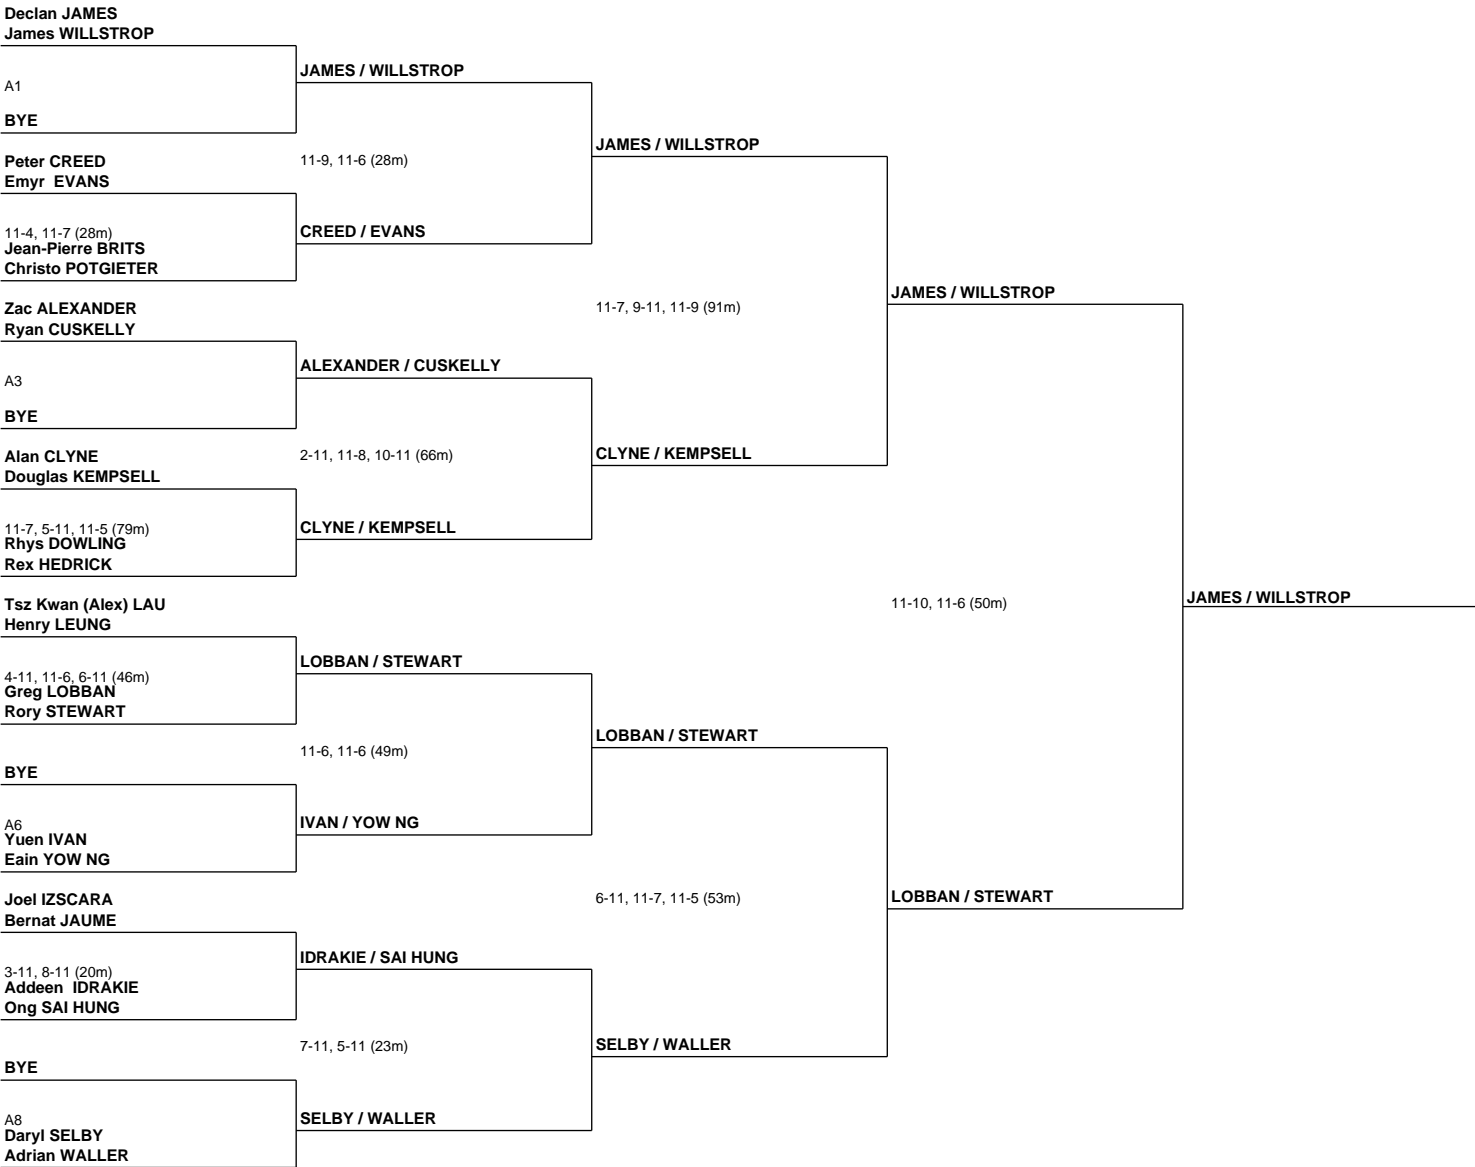 Declan JAMES
James WILLSTROP
JAMES / WILLSTROP
A1
BYE
JAMES / WILLSTROP
Peter CREED
Emyr  EVANS
11-9, 11-6 (28m)
11-4, 11-7 (28m)
CREED / EVANS
Jean-Pierre BRITS
Christo POTGIETER
JAMES / WILLSTROP
Zac ALEXANDER
Ryan CUSKELLY
11-7, 9-11, 11-9 (91m)
ALEXANDER / CUSKELLY
A3
BYE
CLYNE / KEMPSELL
Alan CLYNE
Douglas KEMPSELL
2-11, 11-8, 10-11 (66m)
11-7, 5-11, 11-5 (79m)
CLYNE / KEMPSELL
Rhys DOWLING
Rex HEDRICK
JAMES / WILLSTROP
11-10, 11-6 (50m)
Tsz Kwan (Alex) LAU
Henry LEUNG
LOBBAN / STEWART
4-11, 11-6, 6-11 (46m)
Greg LOBBAN
Rory STEWART
LOBBAN / STEWART
11-6, 11-6 (49m)
BYE
IVAN / YOW NG
A6
Yuen IVAN
Eain YOW NG
LOBBAN / STEWART
Joel IZSCARA
Bernat JAUME
6-11, 11-7, 11-5 (53m)
IDRAKIE / SAI HUNG
3-11, 8-11 (20m)
Addeen  IDRAKIE
Ong SAI HUNG
SELBY / WALLER
7-11, 5-11 (23m)
BYE
SELBY / WALLER
A8
Daryl SELBY
Adrian WALLER